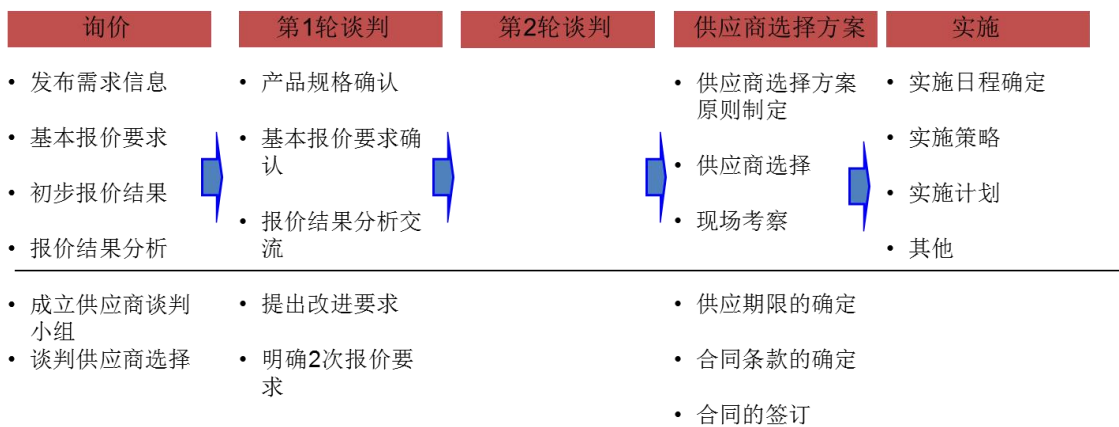 询价
第1轮谈判
第2轮谈判
供应商选择方案
实施
• 发布需求信息
• 基本报价要求
• 初步报价结果
• 报价结果分析
• 产品规格确认
• 基本报价要求确
认
• 报价结果分析交
流
• 供应商选择方案
原则制定
• 供应商选择
• 现场考察
• 实施日程确定
• 实施策略
• 实施计划
• 其他
• 成立供应商谈判
小组
• 谈判供应商选择
• 提出改进要求
• 明确2次报价要
求
• 供应期限的确定
• 合同条款的确定
• 合同的签订